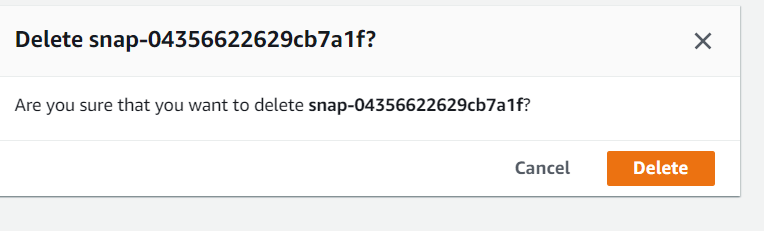 Delete snap-04356622629cb7a1f?
Are you sure that you want to delete snap-04356622629cb7a1f?
Cancel
Delete